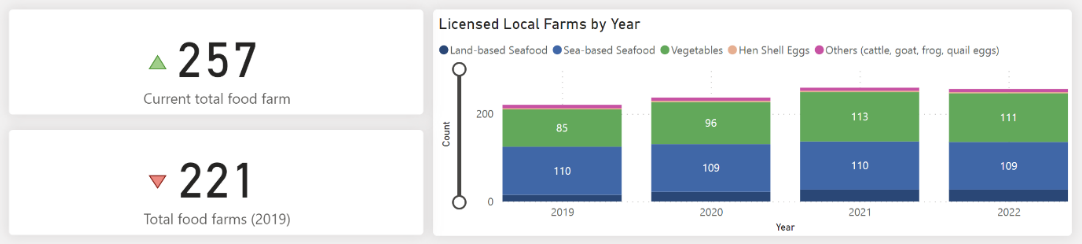 257
Current total food farm
221
Total food farms (2019)
Licensed Local Farms by Year
Land-based Seafood Sea-based Seafood Vegetables Hen Shell Eggs Others (cattle, goat, frog, quail eggs)
Count
200
0
85 96 113 111
110 109 110 109
2019 2020 2021 2022
Year